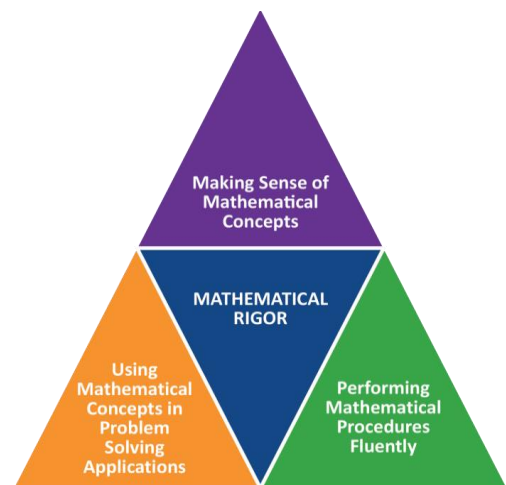 Making Sense of
Mathematical
Concepts
MATHEMATICAL
RIGOR
Using
Mathematical
Concepts in
Problem
Solving
Applications
Performing
Mathematical
Procedures
Fluently